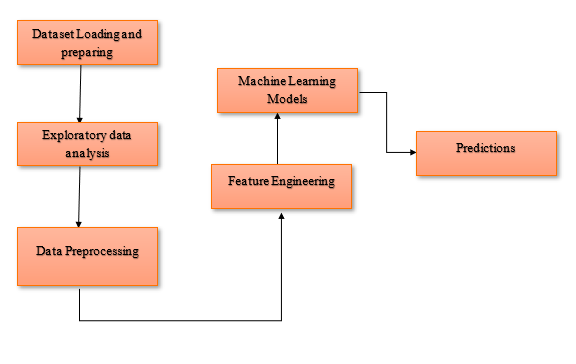 Dataset Loading and
preparing
Exploratory data
analysis
Data Preprocessing
Feature Engineering
Machine Learning
Models
Predictions